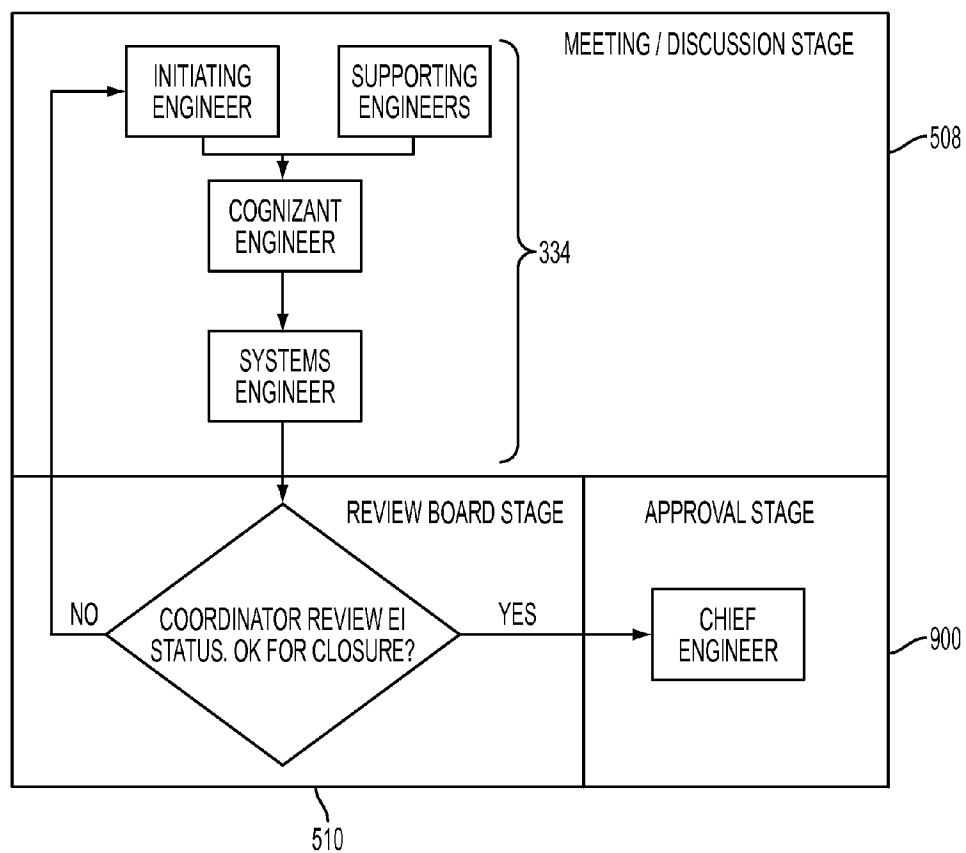 MEETING / DISCUSSION STAGE
INITIATING
ENGINEER
SUPPORTING
ENGINEERS
508
COGNIZANT
ENGINEER
334
SYSTEMS
ENGINEER
REVIEW BOARD STAGE
APPROVAL STAGE
NO
COORDINATOR REVIEW EI
STATUS. OK FOR CLOSURE?
YES
CHIEF
ENGINEER
900
510